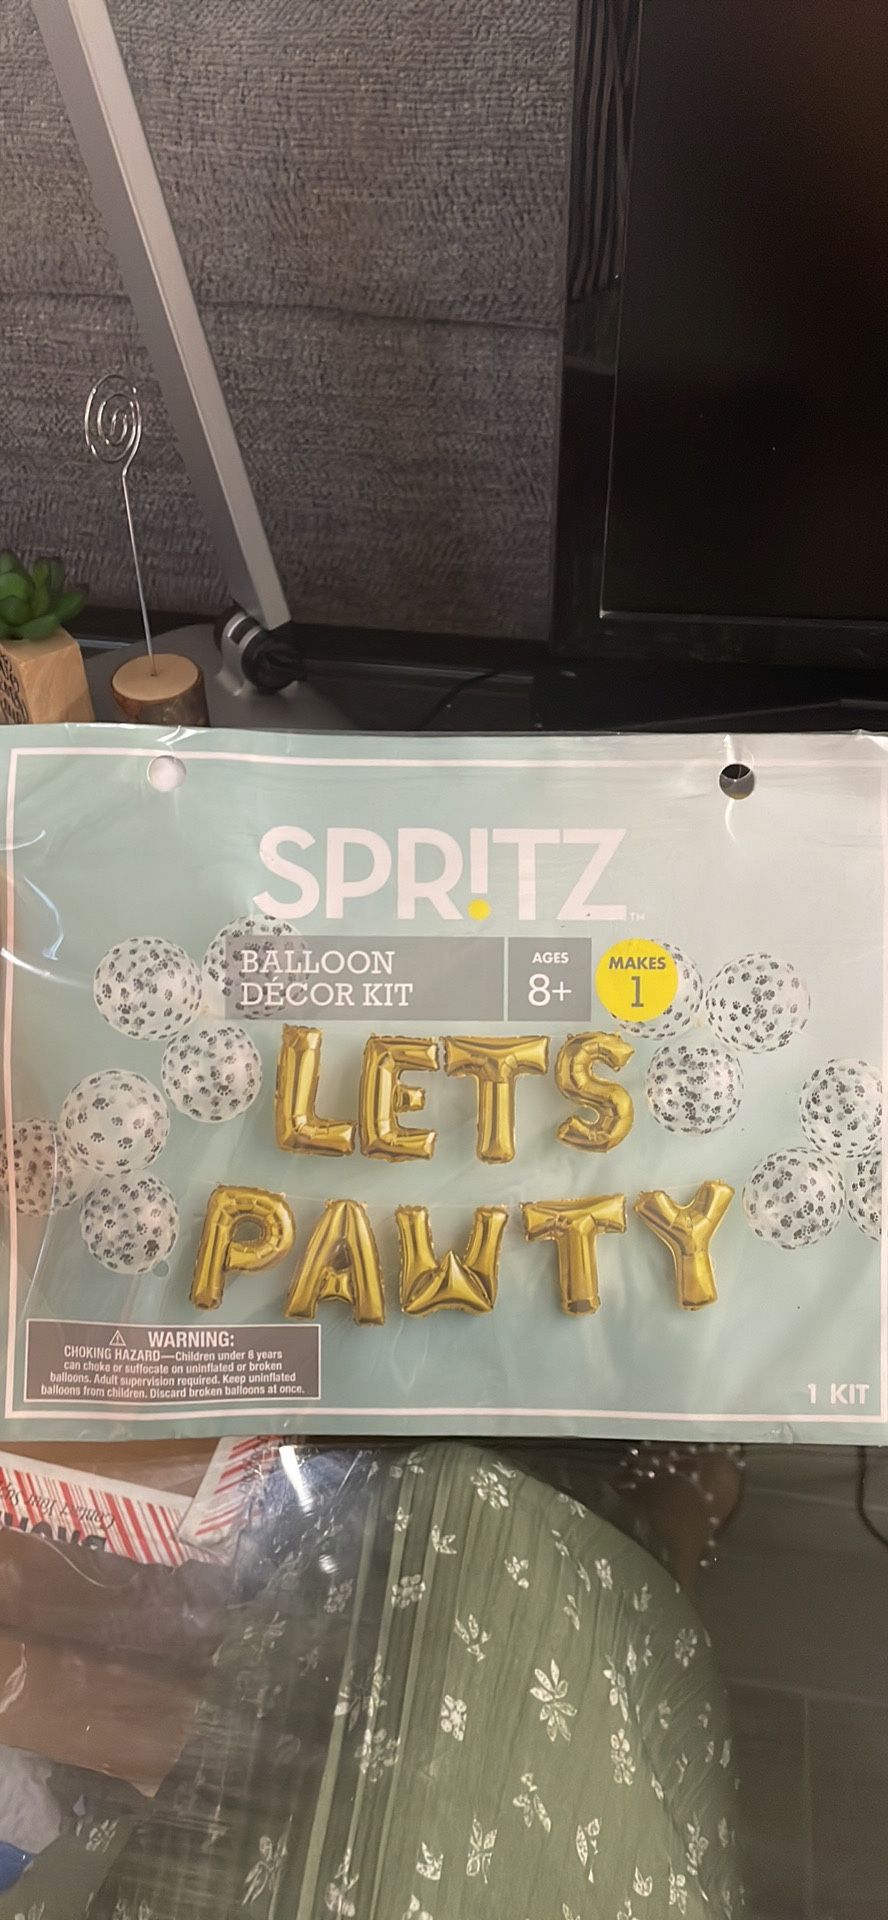 SPR!TZ™
BALLOON
DÉCOR KIT
AGES
8+
MAKES
1
LETS
PAWTY
⚠ WARNING:
CHOKING HAZARD—Children under 8 years
can choke or suffocate on uninflated or broken
balloons. Adult supervision required. Keep uninflated
balloons from children. Discard broken balloons at once.
1 KIT